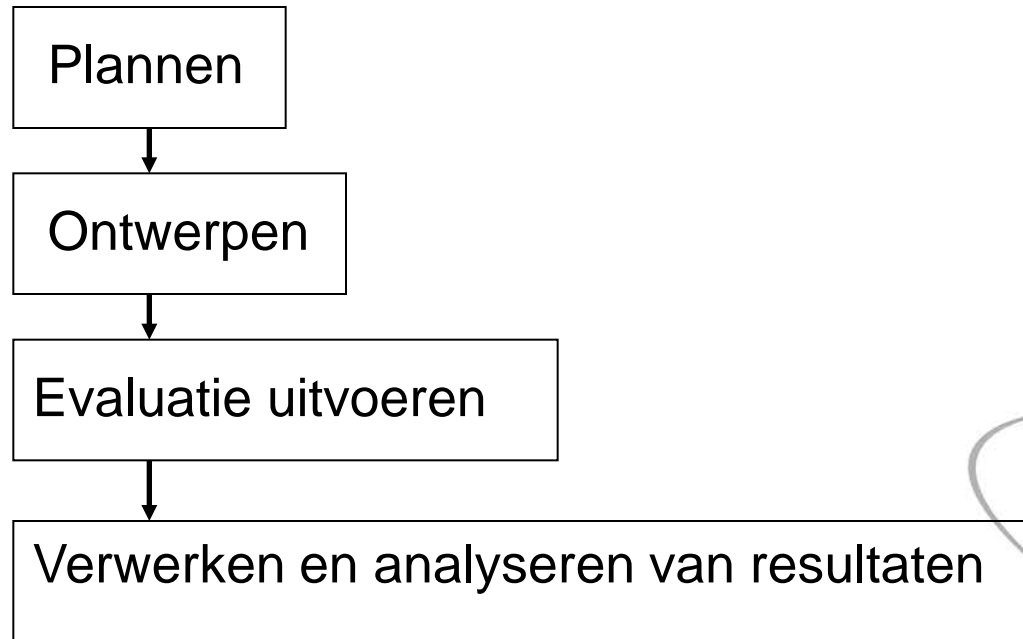 Plannen
Ontwerpen
Evaluatie uitvoeren
Verwerken en analyseren van resultaten